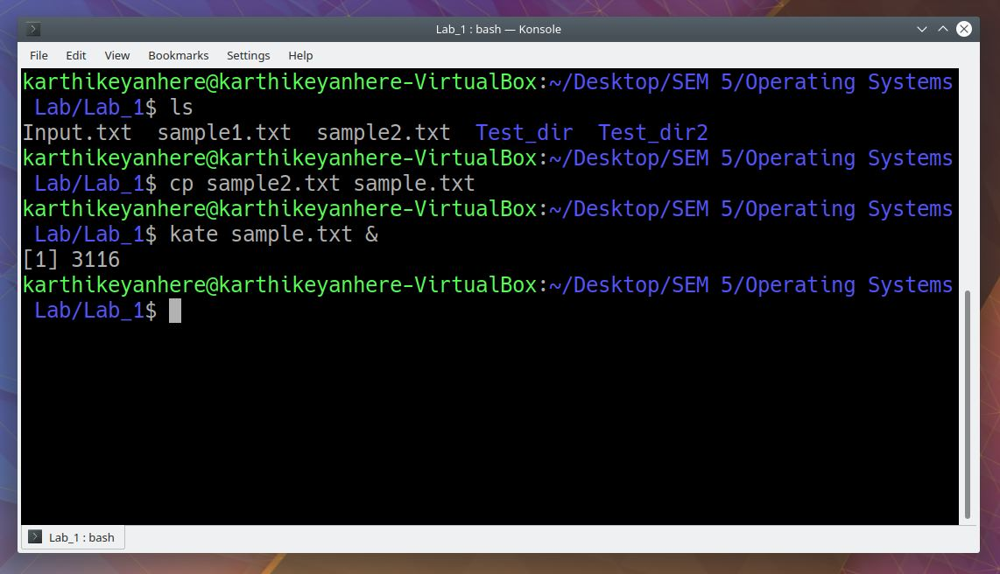 Lab_1 : bash — Konsole
File Edit View Bookmarks Settings Help
karthikeyanhere@karthikeyanhere-VirtualBox:~/Desktop/SEM 5/Operating Systems
Lab/Lab_1$ ls
Input.txt  sample1.txt  sample2.txt  Test_dir  Test_dir2
karthikeyanhere@karthikeyanhere-VirtualBox:~/Desktop/SEM 5/Operating Systems
Lab/Lab_1$ cp sample2.txt sample.txt
karthikeyanhere@karthikeyanhere-VirtualBox:~/Desktop/SEM 5/Operating Systems
Lab/Lab_1$ kate sample.txt &
[1] 3116
karthikeyanhere@karthikeyanhere-VirtualBox:~/Desktop/SEM 5/Operating Systems
Lab/Lab_1$
Lab_1 : bash